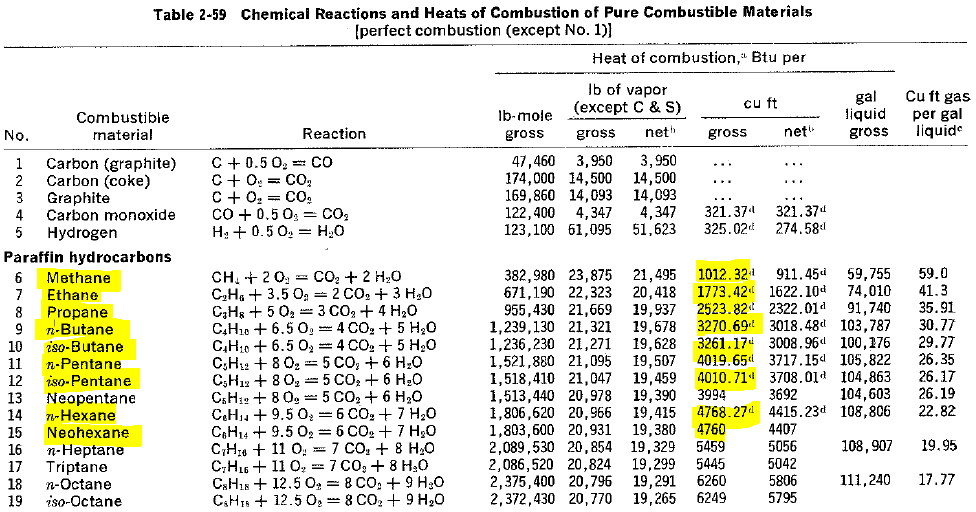 Table 2-59 Chemical Reactions and Heats of Combustion of Pure Combustible Materials
[perfect combustion (except No. 1)]
Heat of combustion,ᵃ Btu per
lb of vapor
(except C & S) cu ft gal Cu ft gas
Combustible lb-mole liquid per gal
No. material Reaction gross gross netᵇ gross netᵇ gross liquidᶜ
1 Carbon (graphite) C + 0.5 O₂ = CO 47,460 3,950 3,950 ... ...
2 Carbon (coke) C + O₂ = CO₂ 174,000 14,500 14,500 ... ...
3 Graphite C + O₂ = CO₂ 169,860 14,093 14,093 ... ...
4 Carbon monoxide CO + 0.5 O₂ = CO₂ 122,400 4,347 4,347 321.37ᵈ 321.37ᵈ
5 Hydrogen H₂ + 0.5 O₂ = H₂O 123,100 61,095 51,623 325.02ᵈ 274.58ᵈ
Paraffin hydrocarbons
6 Methane CH₄ + 2 O₂ = CO₂ + 2 H₂O 382,980 23,875 21,495 1012.32ᵈ 911.45ᵈ 59,755 59.0
7 Ethane C₂H₆ + 3.5 O₂ = 2 CO₂ + 3 H₂O 671,190 22,323 20,418 1773.42ᵈ 1622.10ᵈ 74,010 41.3
8 Propane C₃H₈ + 5 O₂ = 3 CO₂ + 4 H₂O 955,430 21,669 19,937 2523.82ᵈ 2322.01ᵈ 91,740 35.91
9 n-Butane C₄H₁₀ + 6.5 O₂ = 4 CO₂ + 5 H₂O 1,239,130 21,321 19,678 3270.69ᵈ 3018.48ᵈ 103,787 30.77
10 iso-Butane C₄H₁₀ + 6.5 O₂ = 4 CO₂ + 5 H₂O 1,236,230 21,271 19,628 3261.17ᵈ 3008.96ᵈ 100,176 29.77
11 n-Pentane C₅H₁₂ + 8 O₂ = 5 CO₂ + 6 H₂O 1,521,880 21,095 19,507 4019.65ᵈ 3717.15ᵈ 105,822 26.35
12 iso-Pentane C₅H₁₂ + 8 O₂ = 5 CO₂ + 6 H₂O 1,518,410 21,047 19,459 4010.71ᵈ 3708.01ᵈ 104,863 26.17
13 Neopentane C₅H₁₂ + 8 O₂ = 5 CO₂ + 6 H₂O 1,513,440 20,978 19,390 3994 3692 104,603 26.19
14 n-Hexane C₆H₁₄ + 9.5 O₂ = 6 CO₂ + 7 H₂O 1,806,620 20,966 19,415 4768.27ᵈ 4415.23ᵈ 108,806 22.82
15 Neohexane C₆H₁₄ + 9.5 O₂ = 6 CO₂ + 7 H₂O 1,803,600 20,931 19,380 4760 4407
16 n-Heptane C₇H₁₆ + 11 O₂ = 7 CO₂ + 8 H₂O 2,089,530 20,854 19,329 5459 5056 108,907 19.95
17 Triptane C₇H₁₆ + 11 O₂ = 7 CO₂ + 8 H₂O 2,086,520 20,824 19,299 5445 5042
18 n-Octane C₈H₁₈ + 12.5 O₂ = 8 CO₂ + 9 H₂O 2,375,400 20,796 19,291 6260 5806 111,240 17.77
19 iso-Octane C₈H₁₈ + 12.5 O₂ = 8 CO₂ + 9 H₂O 2,372,430 20,770 19,265 6249 5795